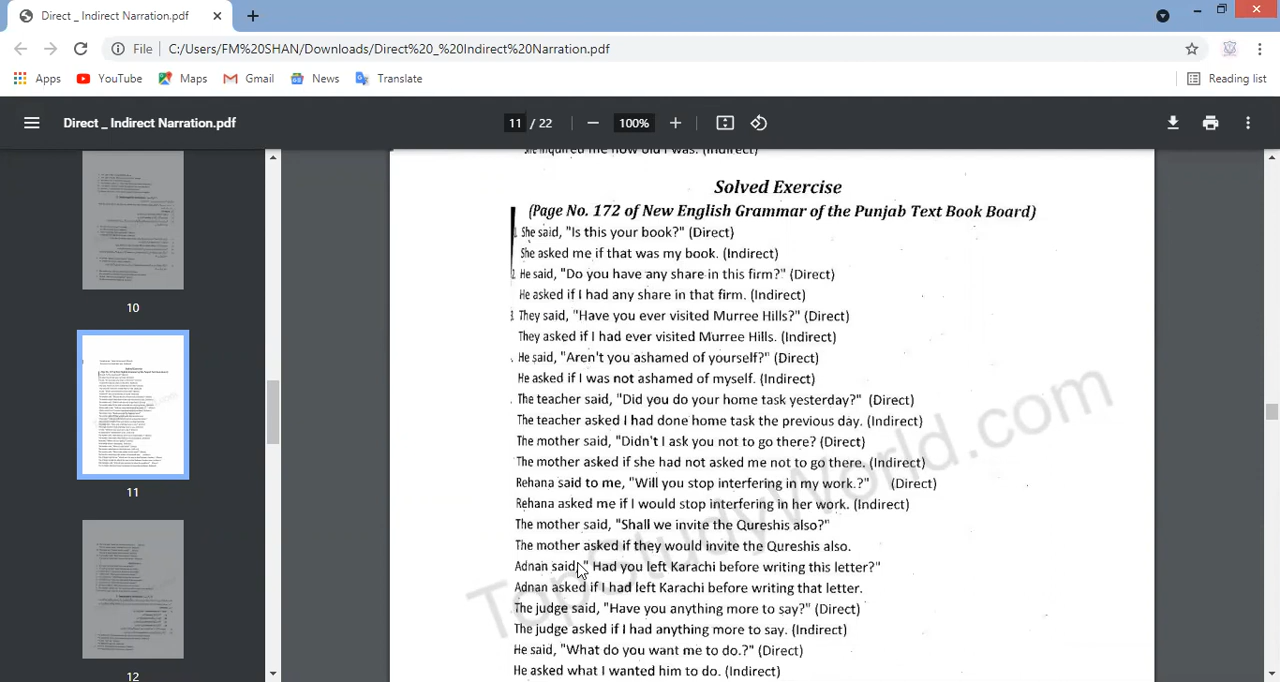 Direct _ Indirect Narration.pdf
File C:/Users/FM%20SHAN/Downloads/Direct%20_%20Indirect%20Narration.pdf
Apps YouTube Maps Gmail News Translate Reading list
Direct _ Indirect Narration.pdf 11 / 22 100%
10
11
12
She inquired me how old I was. (Indirect)
Solved Exercise
(Page No. 172 of New English Grammar of the Punjab Text Book Board)
She said, "Is this your book?" (Direct)
She asked me if that was my book. (Indirect)
He said, "Do you have any share in this firm?" (Direct)
He asked if I had any share in that firm. (Indirect)
They said, "Have you ever visited Murree Hills?" (Direct)
They asked if I had ever visited Murree Hills. (Indirect)
He said, "Aren't you ashamed of yourself?" (Direct)
He asked if I was not ashamed of myself. (Indirect)
The teacher said, "Did you do your home task yesterday?" (Direct)
The teacher asked I had done home task the previous day. (Indirect)
The mother said, "Didn't I ask you not to go there?" (Direct)
The mother asked if she had not asked me not to go there. (Indirect)
Rehana said to me, "Will you stop interfering in my work.?" (Direct)
Rehana asked me if I would stop interfering in her work. (Indirect)
The mother said, "Shall we invite the Qureshis also?"
The mother asked if they would invite the Quresh is also.
Adnan said, " Had you left Karachi before writing this letter?"
Adnan asked if I had left Karachi before writing that letter.
The judge said, "Have you anything more to say?" (Direct)
The judge asked if I had anything more to say. (Indirect)
He said, "What do you want me to do.?" (Direct)
He asked what I wanted him to do. (Indirect)